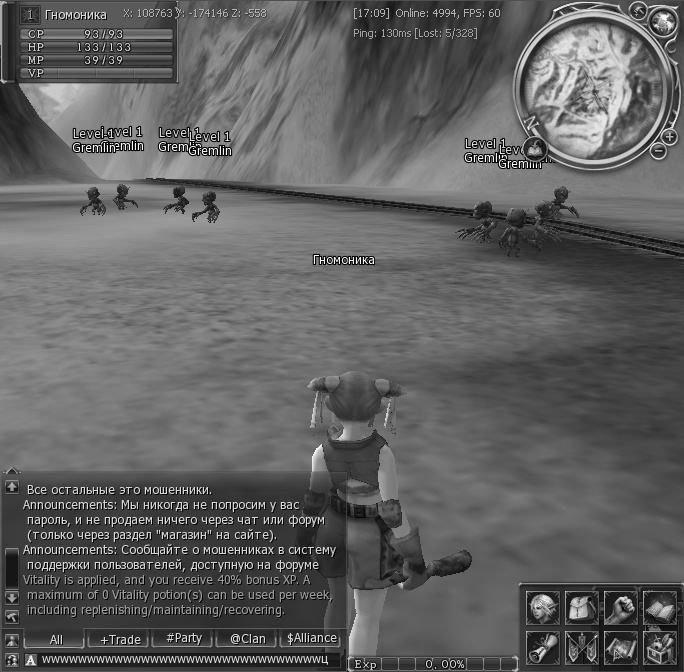 1 Гномоника
X: 108763 Y: -174146 Z: -558
[17:09] Online: 4994, FPS: 60
Ping: 130ms [Lost: 5/328]
CP 93/93
HP 133/133
MP 39/39
VP
Level 1 Level 1 Level 1 Level 1
Gremlin Gremlin Gremlin Gremlin
Level 1
Gremlin Gremlin
N
Гномоника
Все остальные это мошенники.
Announcements: Мы никогда не попросим у вас
пароль, и не продаем ничего через чат или форум
(только через раздел "магазин" на сайте).
Announcements: Сообщайте о мошенниках в систему
поддержки пользователей, доступную на форуме
Vitality is applied, and you receive 40% bonus XP. A
maximum of 0 Vitality potion(s) can be used per week,
including replenishing/maintaining/recovering.
All +Trade #Party @Clan $Alliance
A wwwwwwwwwwwwwwwwwwwwwwwwwwwwwwwwwц
Exp 0.00%